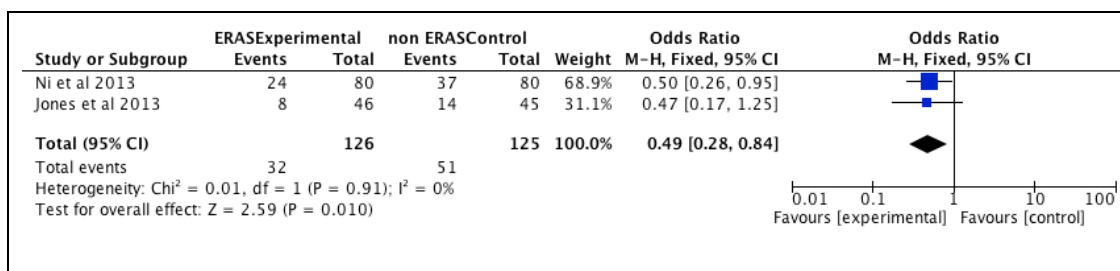 ERASExperimental non ERASControl Odds Ratio Odds Ratio
Study or Subgroup Events Total Events Total Weight M-H, Fixed, 95% CI M-H, Fixed, 95% CI
Ni et al 2013 24 80 37 80 68.9% 0.50 [0.26, 0.95]
Jones et al 2013 8 46 14 45 31.1% 0.47 [0.17, 1.25]
Total (95% CI) 126 125 100.0% 0.49 [0.28, 0.84]
Total events 32 51
Heterogeneity: Chi² = 0.01, df = 1 (P = 0.91); I² = 0%
Test for overall effect: Z = 2.59 (P = 0.010)
0.01 0.1 1 10 100
Favours [experimental] Favours [control]